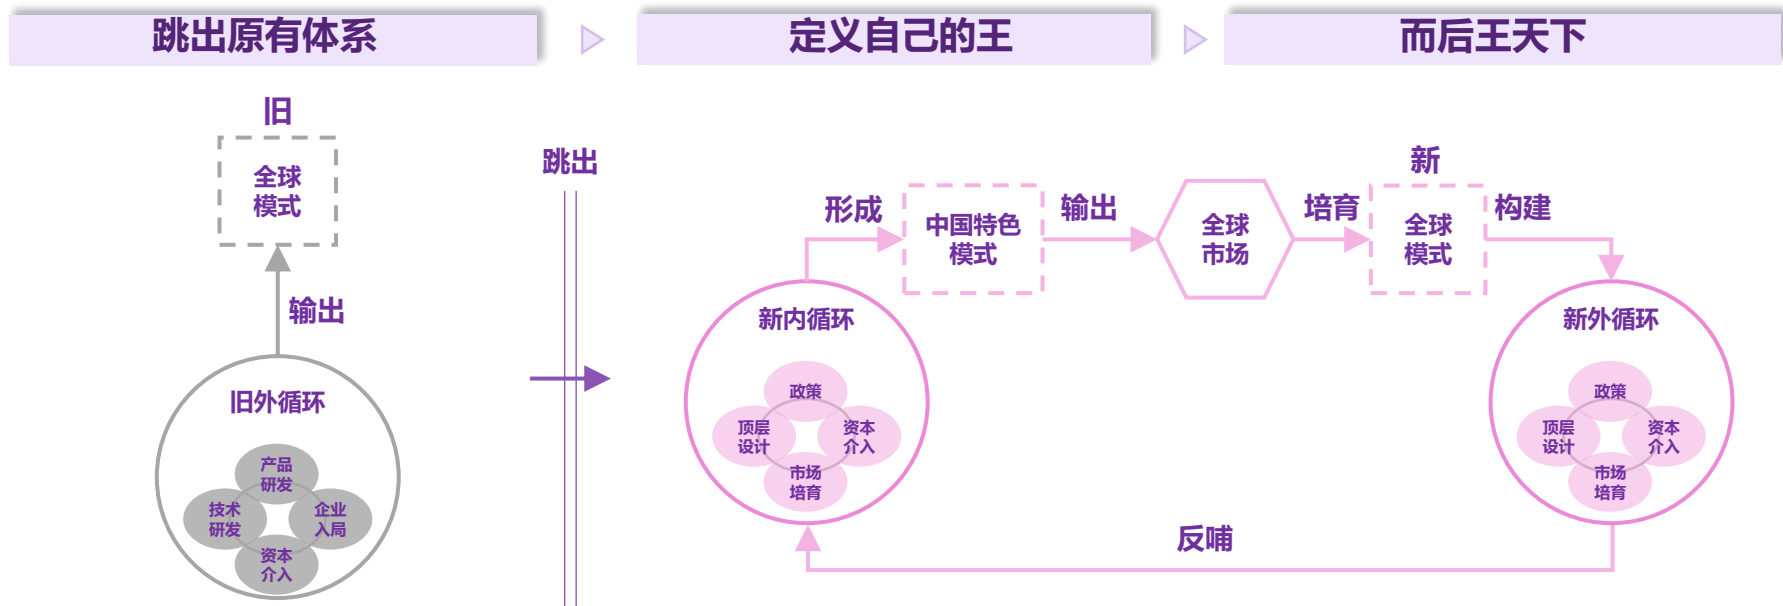 跳出原有体系
定义自己的王
而后王天下
旧
全球
模式
输出
旧外循环
产品
研发
技术
研发
企业
入局
资本
介入
跳出
形成
中国特色
模式
输出
全球
市场
培育
新
全球
模式
构建
新内循环
政策
顶层
设计
资本
介入
市场
培育
新外循环
政策
顶层
设计
资本
介入
市场
培育
反哺